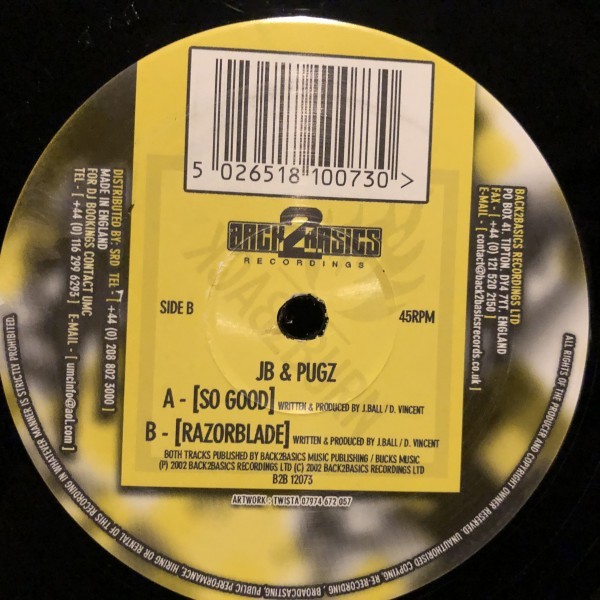 5 026518 100730 >
BACK2BASICS
RECORDINGS
SIDE B
45RPM
JB & PUGZ
A - [SO GOOD] WRITTEN & PRODUCED BY J.BALL / D. VINCENT
B - [RAZORBLADE] WRITTEN & PRODUCED BY J.BALL / D. VINCENT
BOTH TRACKS PUBLISHED BY BACK2BASICS MUSIC PUBLISHING / BUCKS MUSIC
(P) 2002 BACK2BASICS RECORDINGS LTD (C) 2002 BACK2BASICS RECORDINGS LTD
B2B 12073
ARTWORK : TWISTA 07974 672 057
DISTRIBUTED BY: SRD TEL - [ +44 (0) 208 802 3000 ]
MADE IN ENGLAND
FOR DJ BOOKINGS CONTACT UMC
TEL - [ +44 (0) 116 299 6293 ] E-MAIL - [ umcinfo@aol.com ]
BACK2BASICS RECORDINGS LTD
PO BOX 41. TIPTON. DY4 7YT. ENGLAND
FAX - [ +44 (0) 121 520 2150 ]
E-MAIL - [ contact@back2basicsrecords.co.uk ]
ALL RIGHTS OF THE PRODUCER AND COPYRIGHT OWNER RESERVED. UNAUTHORISED COPYING, RE-RECORDING, BROADCASTING, PUBLIC PERFORMANCE, HIRING OR RENTAL OF THIS RECORDING IN WHATEVER MANNER IS STRICTLY PROHIBITED